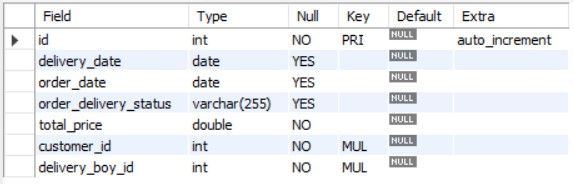 Field Type Null Key Default Extra
id int NO PRI NULL auto_increment
delivery_date date YES NULL
order_date date YES NULL
order_delivery_status varchar(255) YES NULL
total_price double NO NULL
customer_id int NO MUL NULL
delivery_boy_id int NO MUL NULL